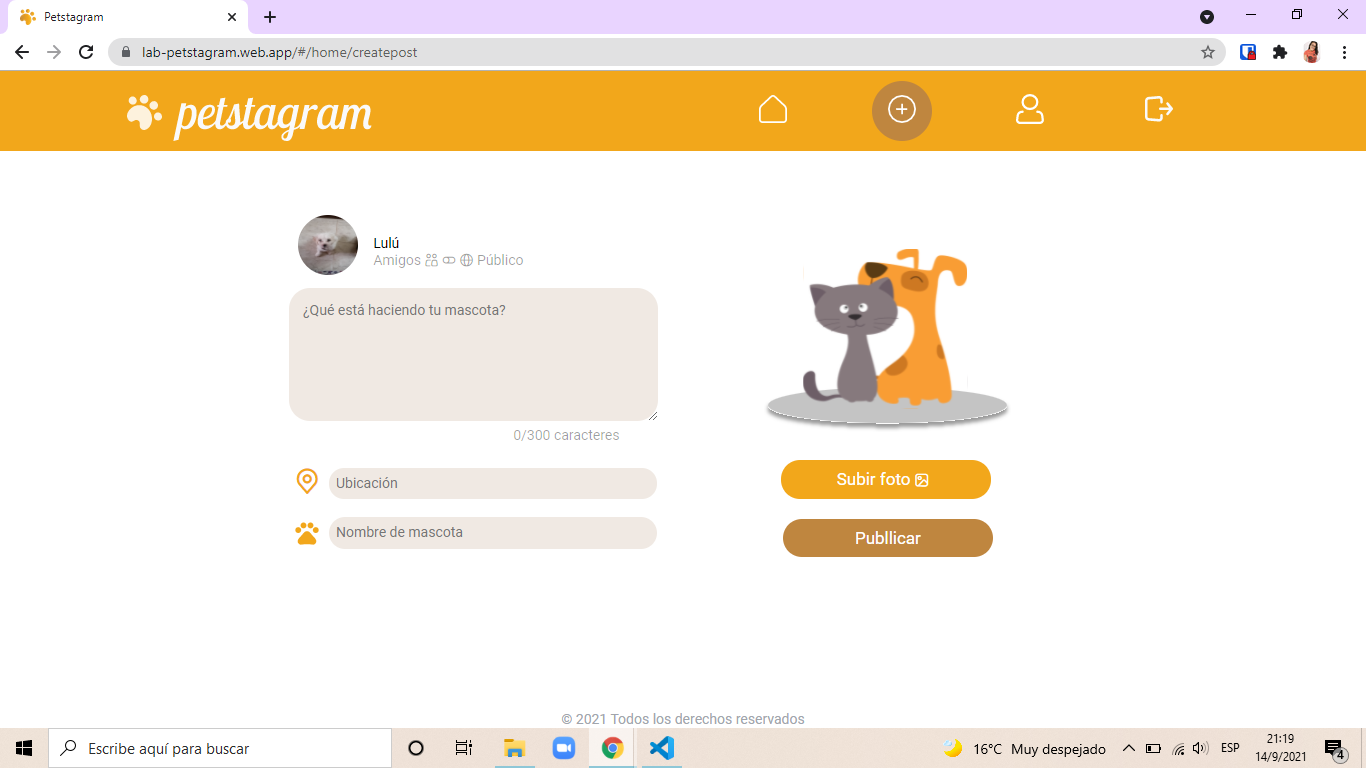 Petstagram
lab-petstagram.web.app/#/home/createpost
petstagram
Lulú
Amigos Público
¿Qué está haciendo tu mascota?
0/300 caracteres
Ubicación
Nombre de mascota
Subir foto
Publlicar
© 2021 Todos los derechos reservados
Escribe aquí para buscar
16°C Muy despejado
ESP
21:19
14/9/2021
4